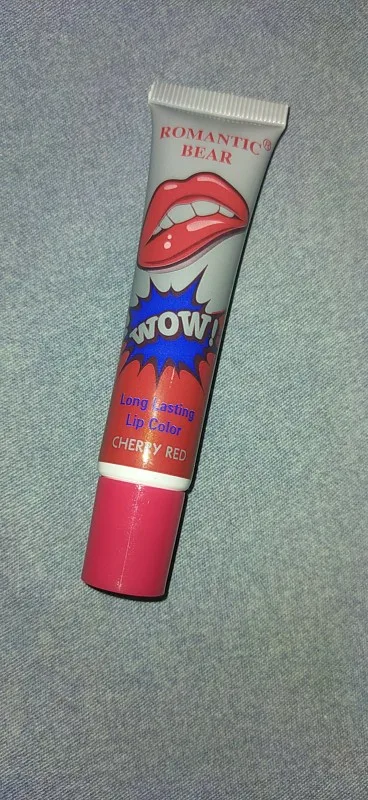 ROMANTIC®
BEAR
WOW!
Long Lasting
Lip Color
CHERRY RED